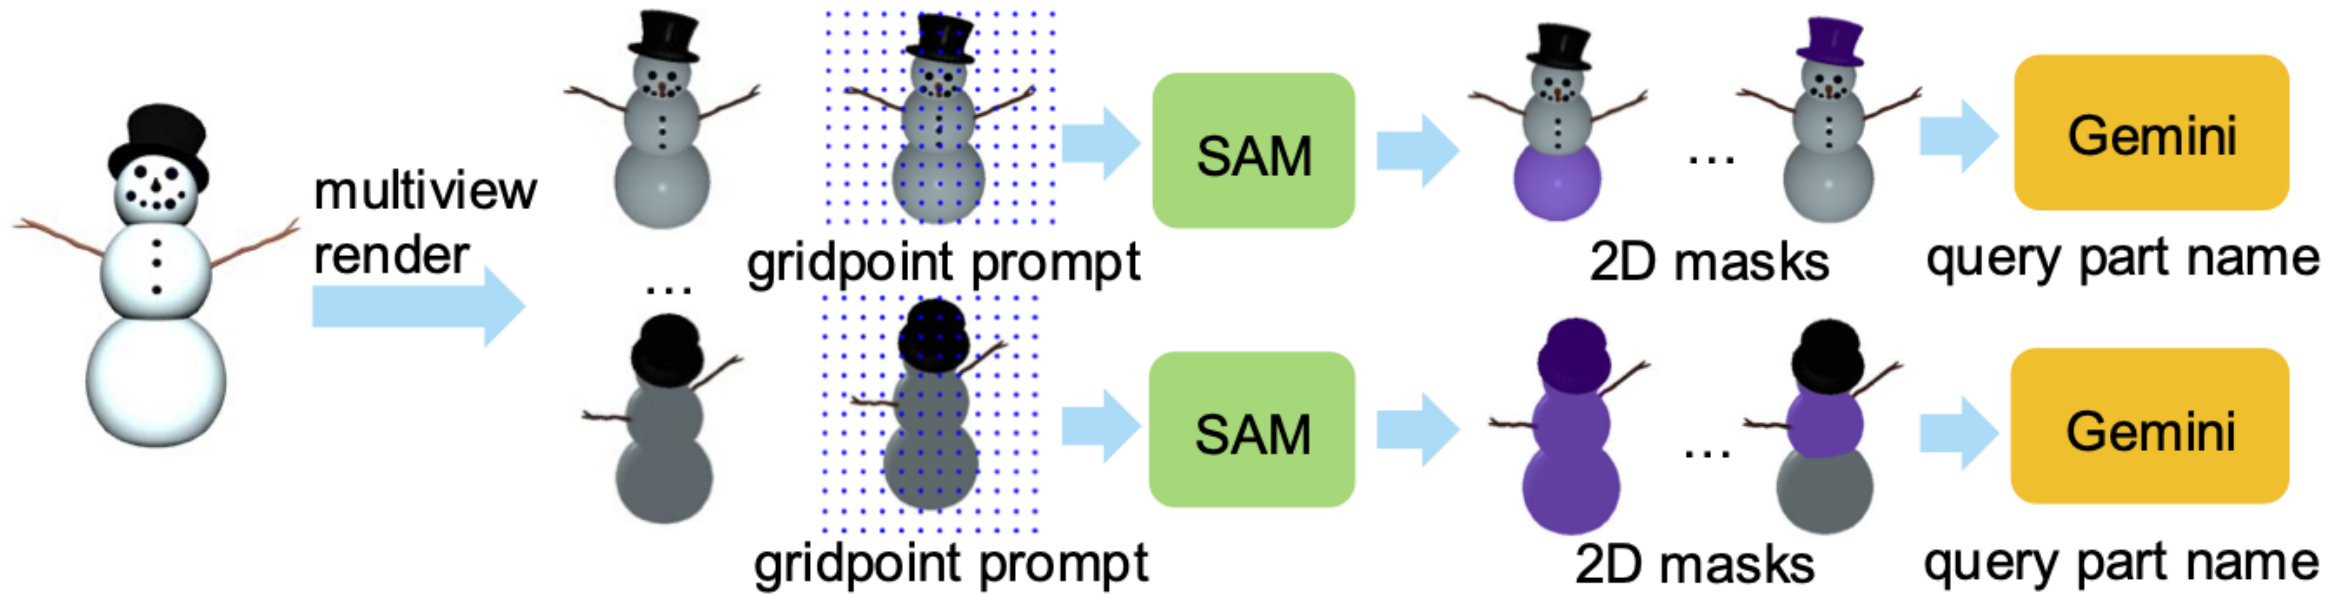 multiview
render
...
gridpoint prompt
SAM
...
2D masks
Gemini
query part name
gridpoint prompt
SAM
...
2D masks
Gemini
query part name